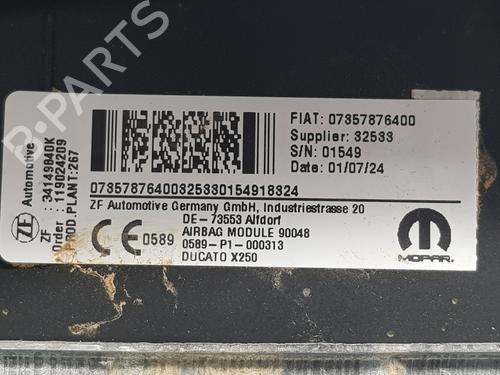 FIAT: 07357876400
Supplier: 32533
S/N: 01549
Date: 01/07/24
07357876400325330154918324
ZF Automotive Germany GmbH, Industriestrasse 20
DE-73553 Alfdorf
AIRBAG MODULE 90048
0589-P1-000313
DUCATO X250
CE 0589
MOPAR
ZF Automotive
ZF : 34149840K
Order : 119024209
PROD.PLANT:267
B-PARTS